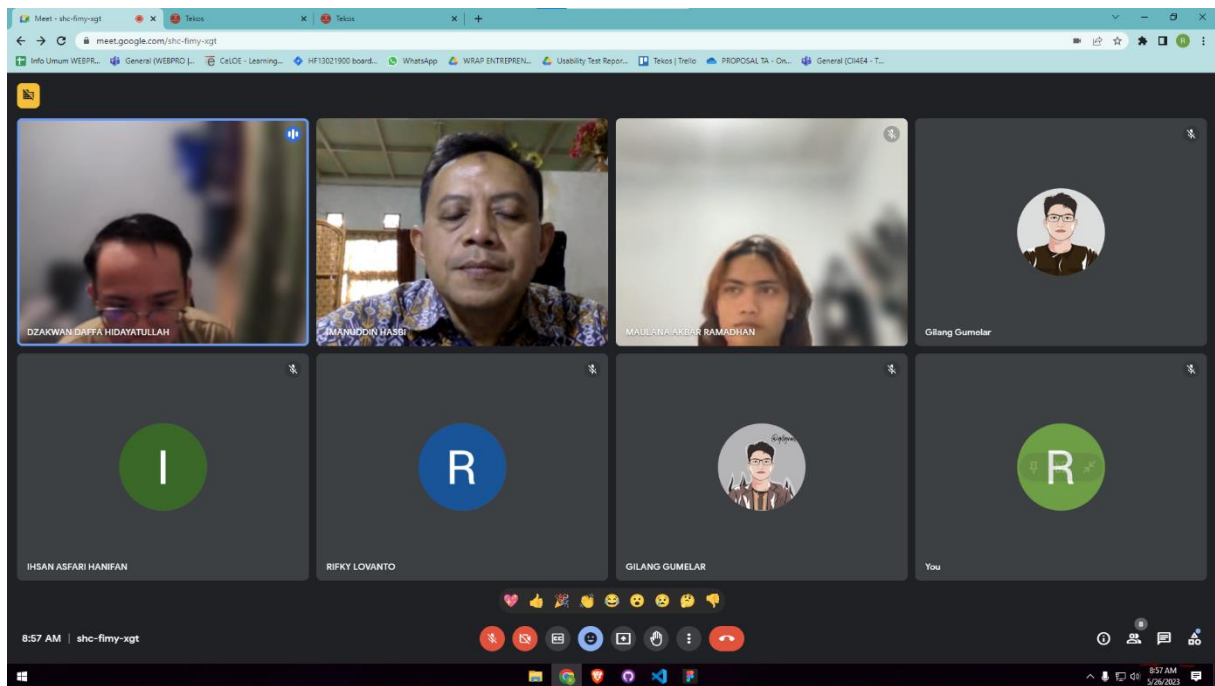 Meet - shc-fimy-xgt
Tekos
Tekos
meet.google.com/shc-fimy-xgt
Info Umum WEBPR...
General (WEBPRO |...
CeLOE - Learning...
HF13021900 board...
WhatsApp
WRAP ENTREPREN...
Usability Test Repor...
Tekos | Trello
PROPOSAL TA - On...
General (CII4E4 - T...
DZAKWAN DAFFA HIDAYATULLAH
IMANUDDIN HASBI
MAULANA AKBAR RAMADHAN
Gilang Gumelar
I
R
R
IHSAN ASFARI HANIFAN
RIFKY LOVANTO
GILANG GUMELAR
You
8:57 AM | shc-fimy-xgt
8
8:57 AM
5/26/2023